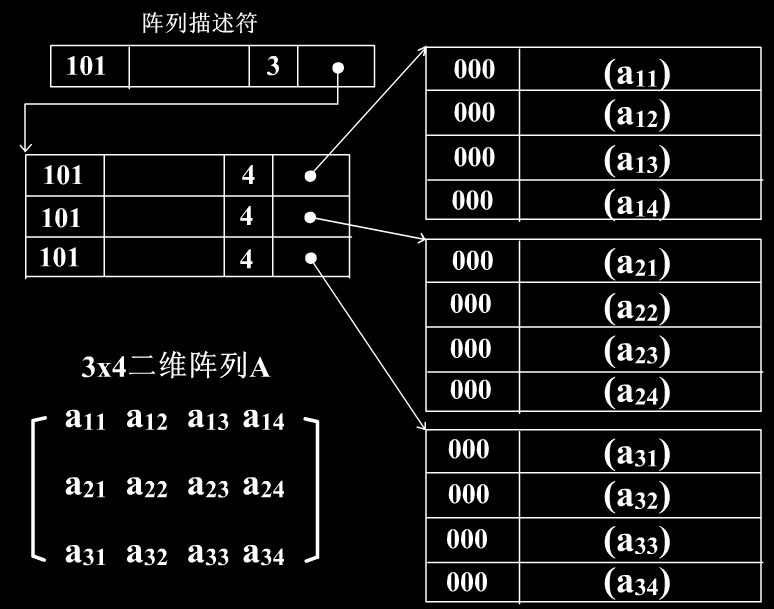 阵列描述符
101 3
101 4
101 4
101 4
000 (a11)
000 (a12)
000 (a13)
000 (a14)
000 (a21)
000 (a22)
000 (a23)
000 (a24)
000 (a31)
000 (a32)
000 (a33)
000 (a34)
3x4二维阵列A
a11 a12 a13 a14
a21 a22 a23 a24
a31 a32 a33 a34